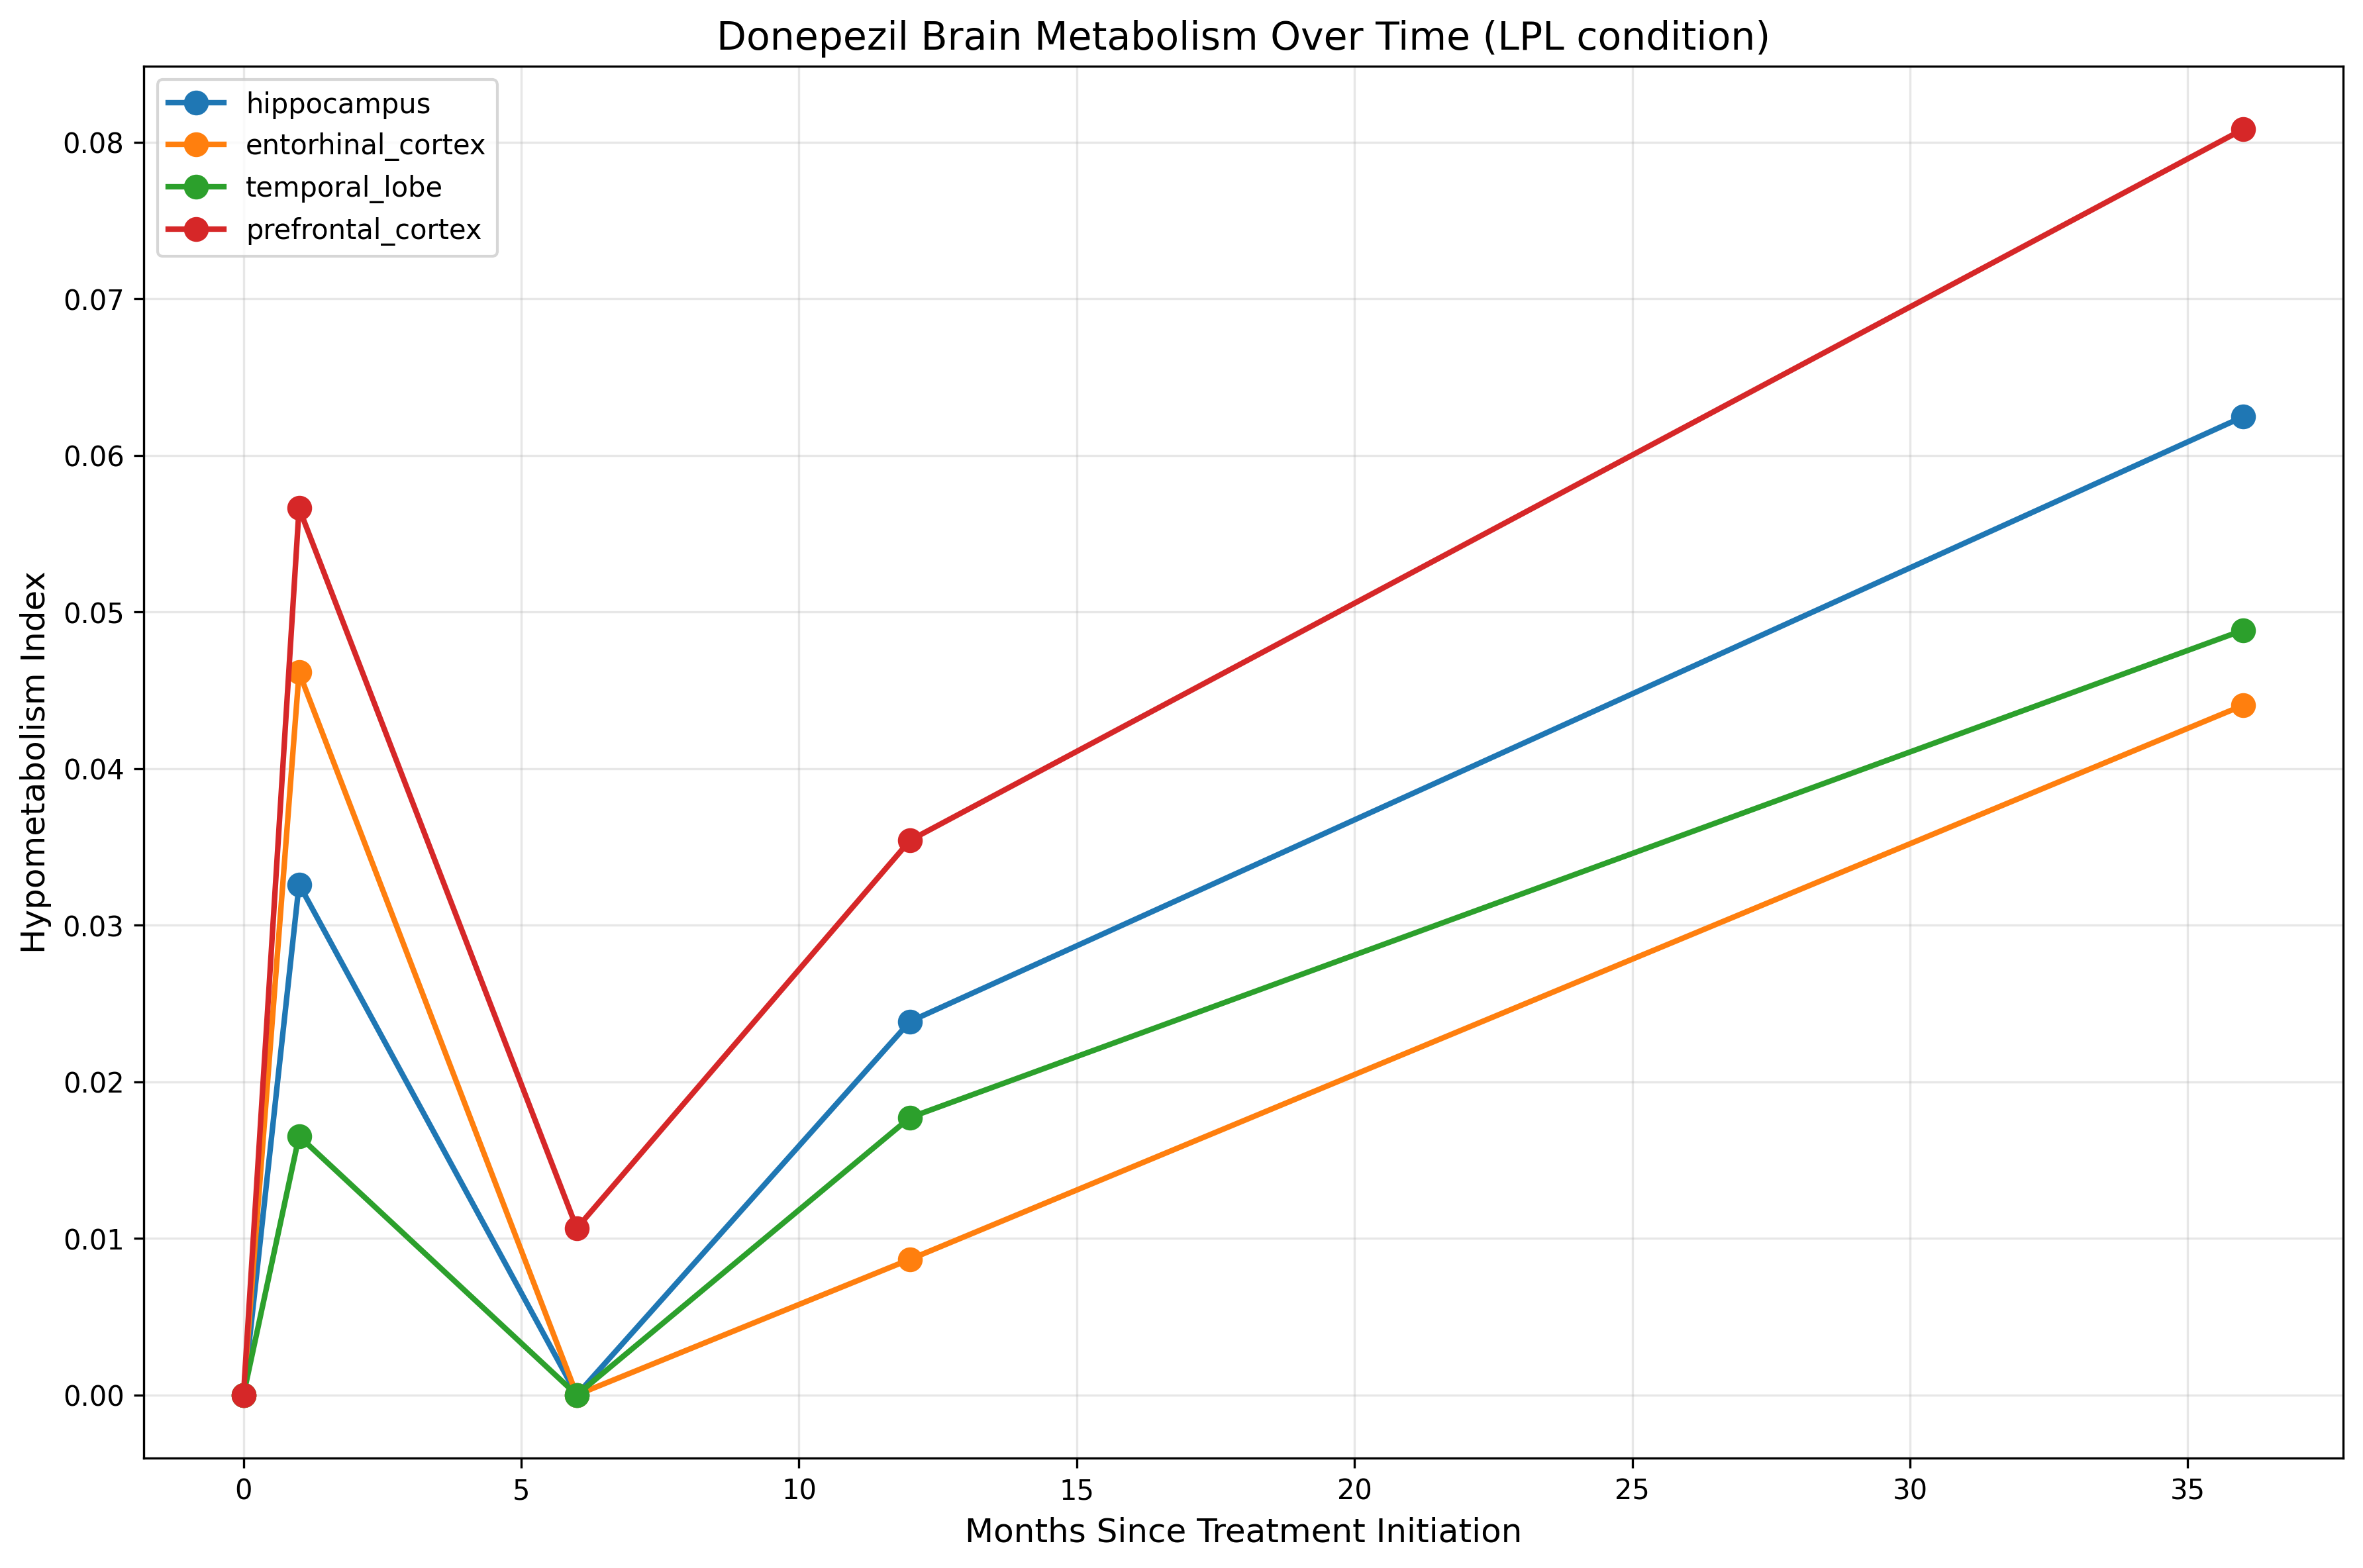 Donepezil Brain Metabolism Over Time (LPL condition)
hippocampus
entorhinal_cortex
temporal_lobe
prefrontal_cortex
Hypometabolism Index
0.08
0.07
0.06
0.05
0.04
0.03
0.02
0.01
0.00
0 5 10 15 20 25 30 35
Months Since Treatment Initiation